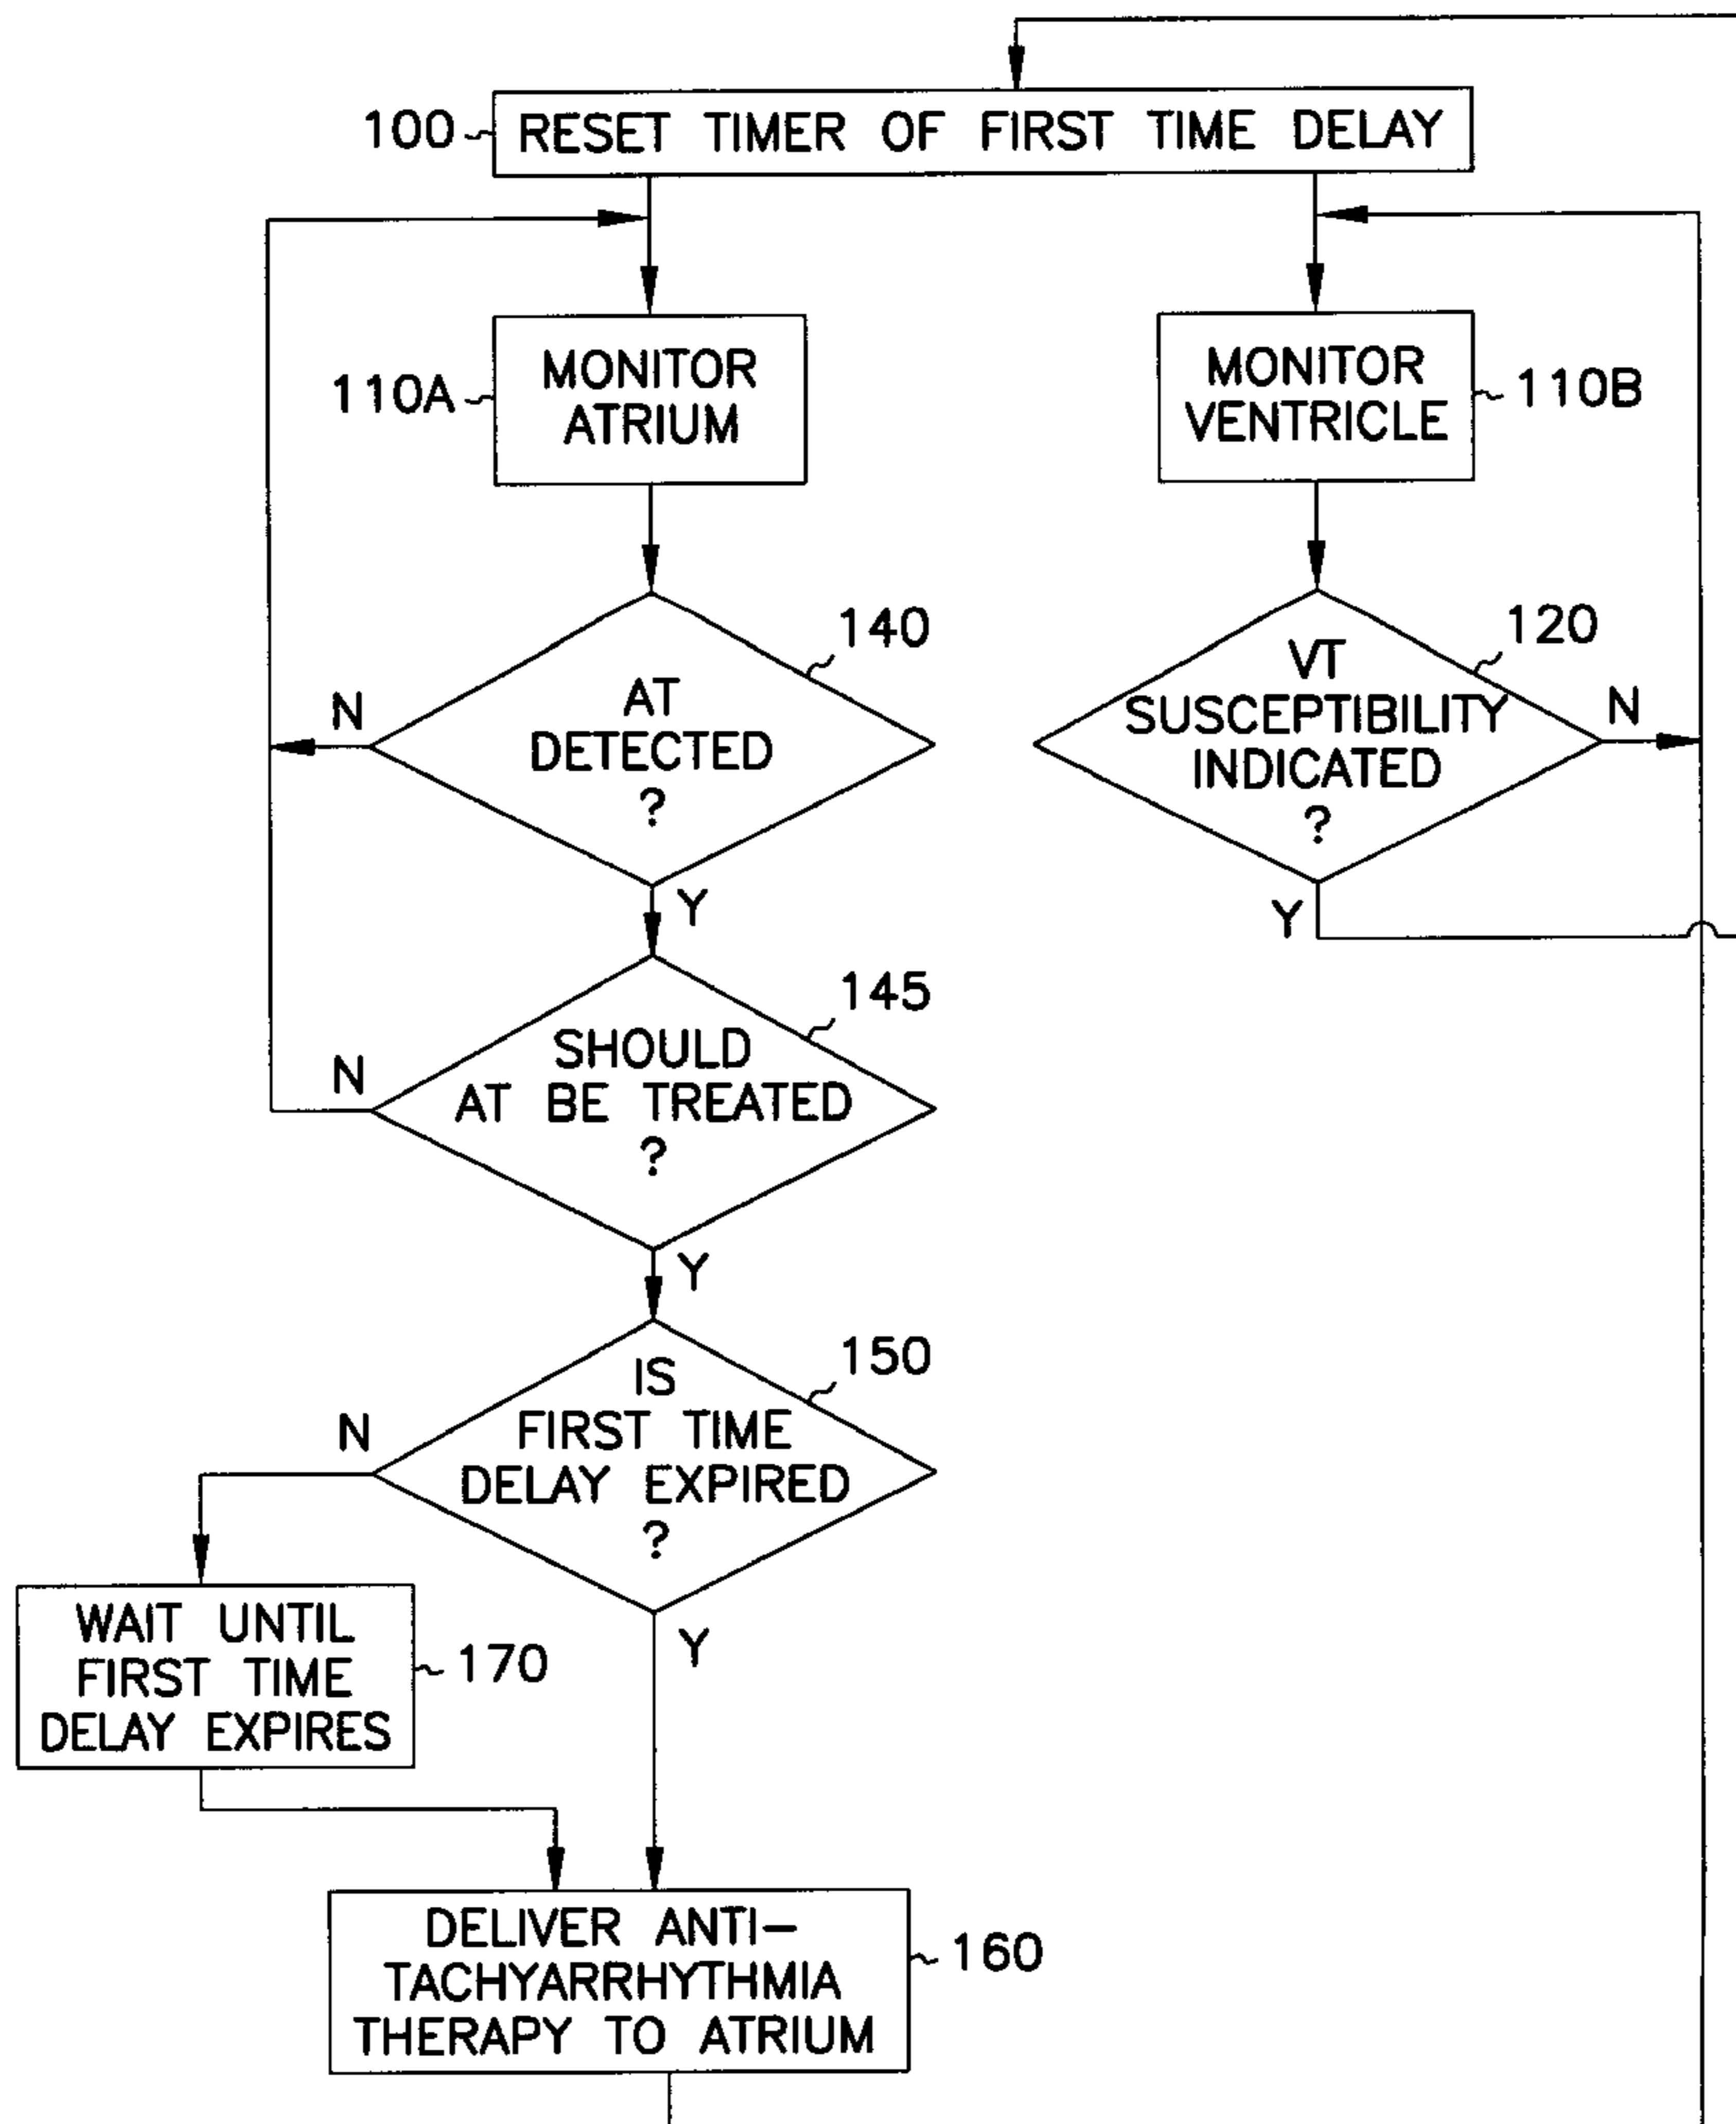 100
RESET TIMER OF FIRST TIME DELAY
110A
MONITOR
ATRIUM
MONITOR
VENTRICLE
110B
140
AT
DETECTED
?
N
Y
120
VT
SUSCEPTIBILITY
INDICATED
?
N
Y
145
SHOULD
AT BE TREATED
?
N
Y
150
IS
FIRST TIME
DELAY EXPIRED
?
N
Y
WAIT UNTIL
FIRST TIME
DELAY EXPIRES
170
DELIVER ANTI-
TACHYARRHYTHMIA
THERAPY TO ATRIUM
160